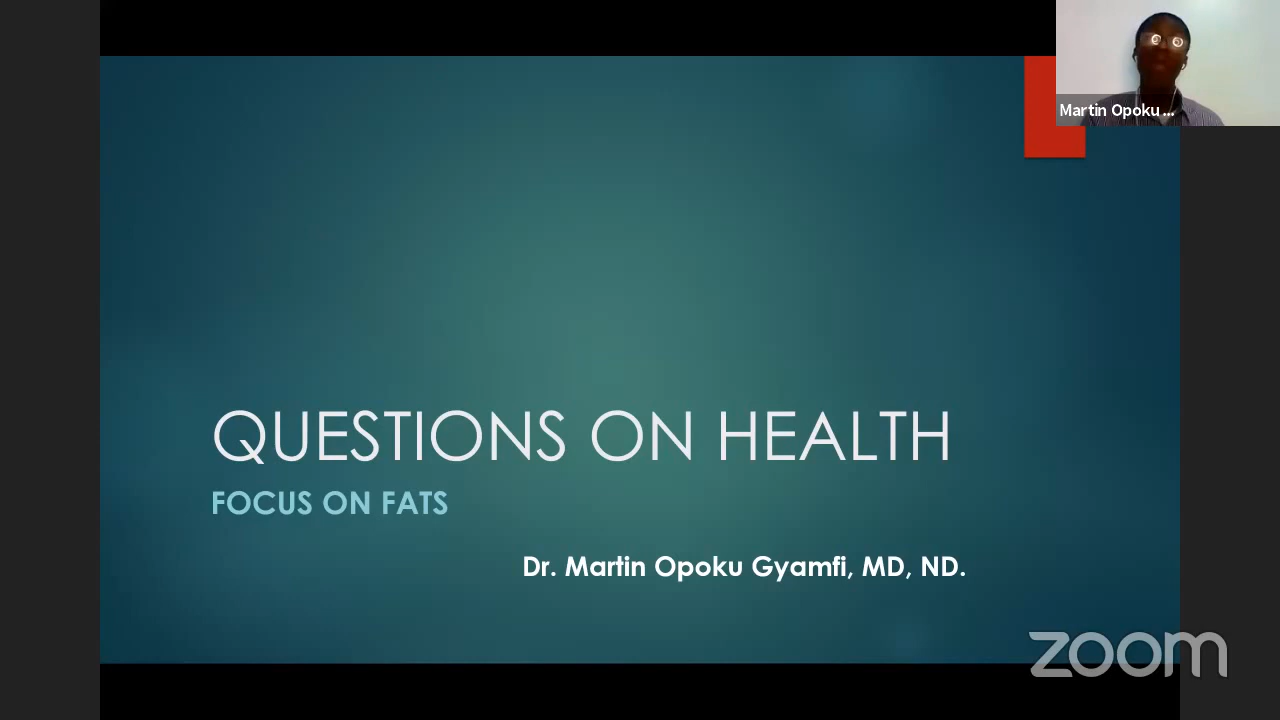 Martin Opoku ...
QUESTIONS ON HEALTH
FOCUS ON FATS
Dr. Martin Opoku Gyamfi, MD, ND.
zoom